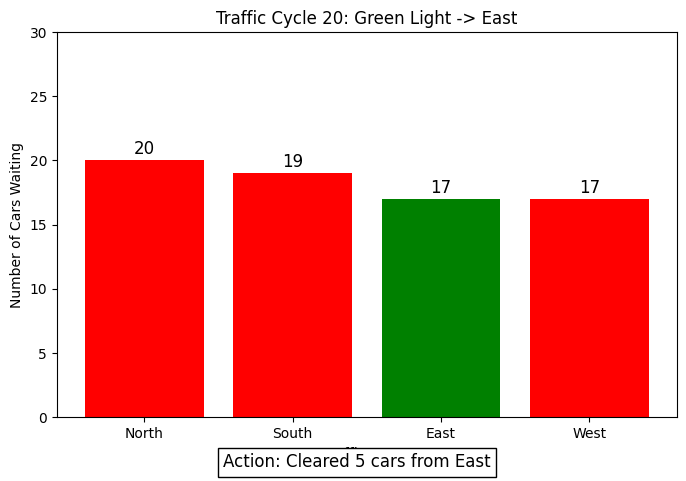 Traffic Cycle 20: Green Light -> East
Number of Cars Waiting
30
25
20
15
10
5
0
20
19
17
17
North
South
East
West
Action: Cleared 5 cars from East